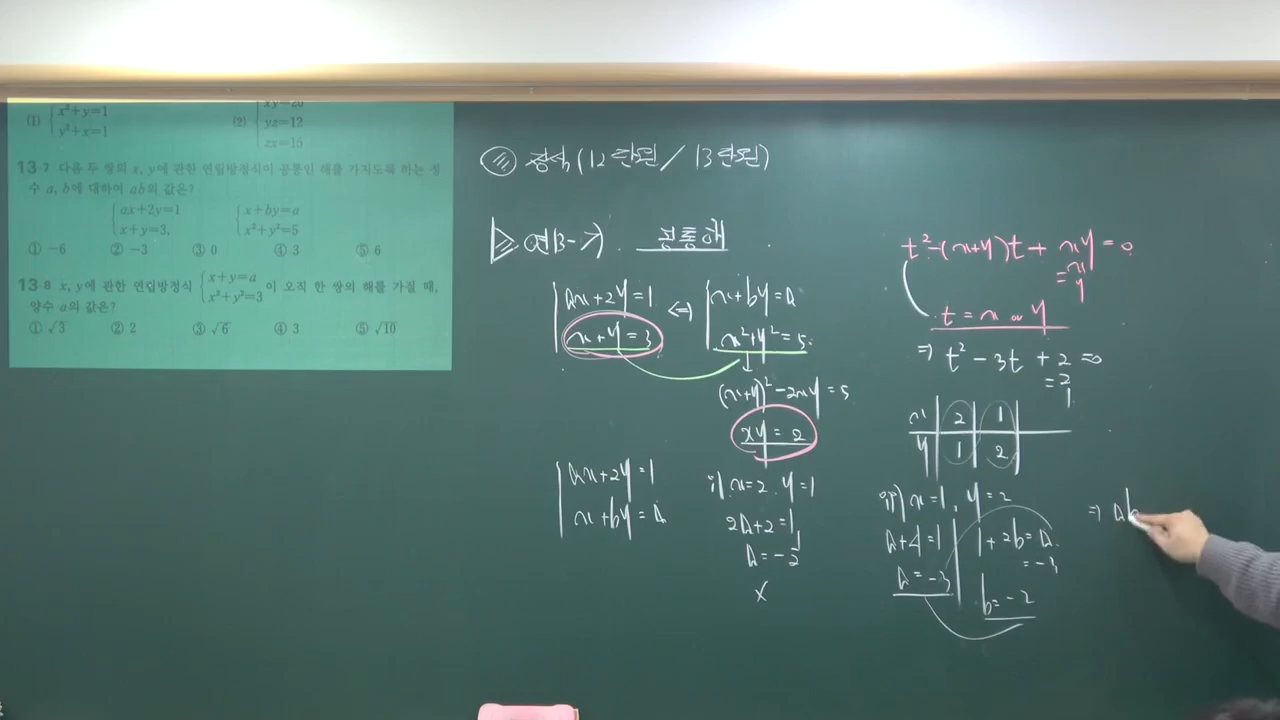 (1) { x²+y=1
y²+x=1
(2) { xy=20
yz=12
zx=15
13·7 다음 두 쌍의 x, y에 관한 연립방정식이 공통인 해를 가지도록 하는 정
수 a, b에 대하여 ab의 값은?
{ ax+2y=1
x+y=3,
{ x+by=a
x²+y²=5
① −6 ② −3 ③ 0 ④ 3 ⑤ 6
13·8 x, y에 관한 연립방정식 { x+y=a
x²+y²=3 이 오직 한 쌍의 해를 가질 때,
양수 a의 값은?
① √3 ② 2 ③ √6 ④ 3 ⑤ √10
정석 (12 단원 / 13 단원)
연13-7. 공통해
ax+2y=1 ⇔ x+by=a
x+y=3 x²+y²=5
↓
(x+y)²-2xy=5
xy=2
ax+2y=1
x+by=a
i) x=2, y=1
2a+2=1
a=-1/2
X
t²-(x+y)t+xy=0
=x
y
t=x or y
⇒ t²-3t+2=0
=2
1
x | 2 | 1
y | 1 | 2
ii) x=1, y=2
a+4=1
a=-3
1+2b=a
=-3
b=-2
⇒ ab